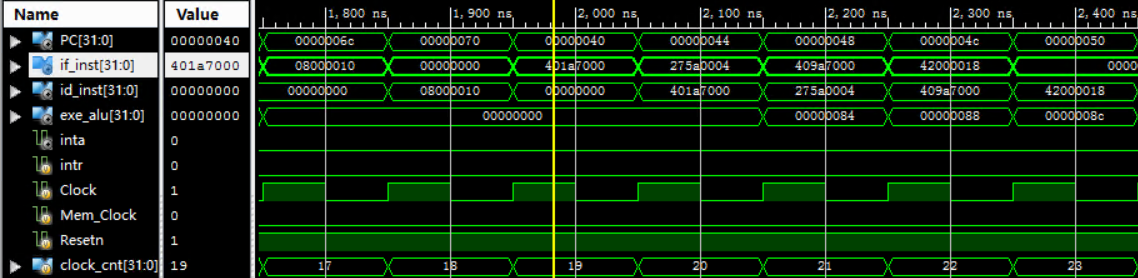 Name Value 1,800 ns 1,900 ns 2,000 ns 2,100 ns 2,200 ns 2,300 ns 2,400 ns
PC[31:0] 00000040 0000006c 00000070 00000040 00000044 00000048 0000004c 00000050
if_inst[31:0] 401a7000 08000010 00000000 401a7000 275a0004 409a7000 42000018 0000
id_inst[31:0] 00000000 00000000 08000010 00000000 401a7000 275a0004 409a7000 42000018
exe_alu[31:0] 00000000 00000000 00000084 00000088 0000008c
inta 0
intr 0
Clock 1
Mem_Clock 0
Resetn 1
clock_cnt[31:0] 19 17 18 19 20 21 22 23